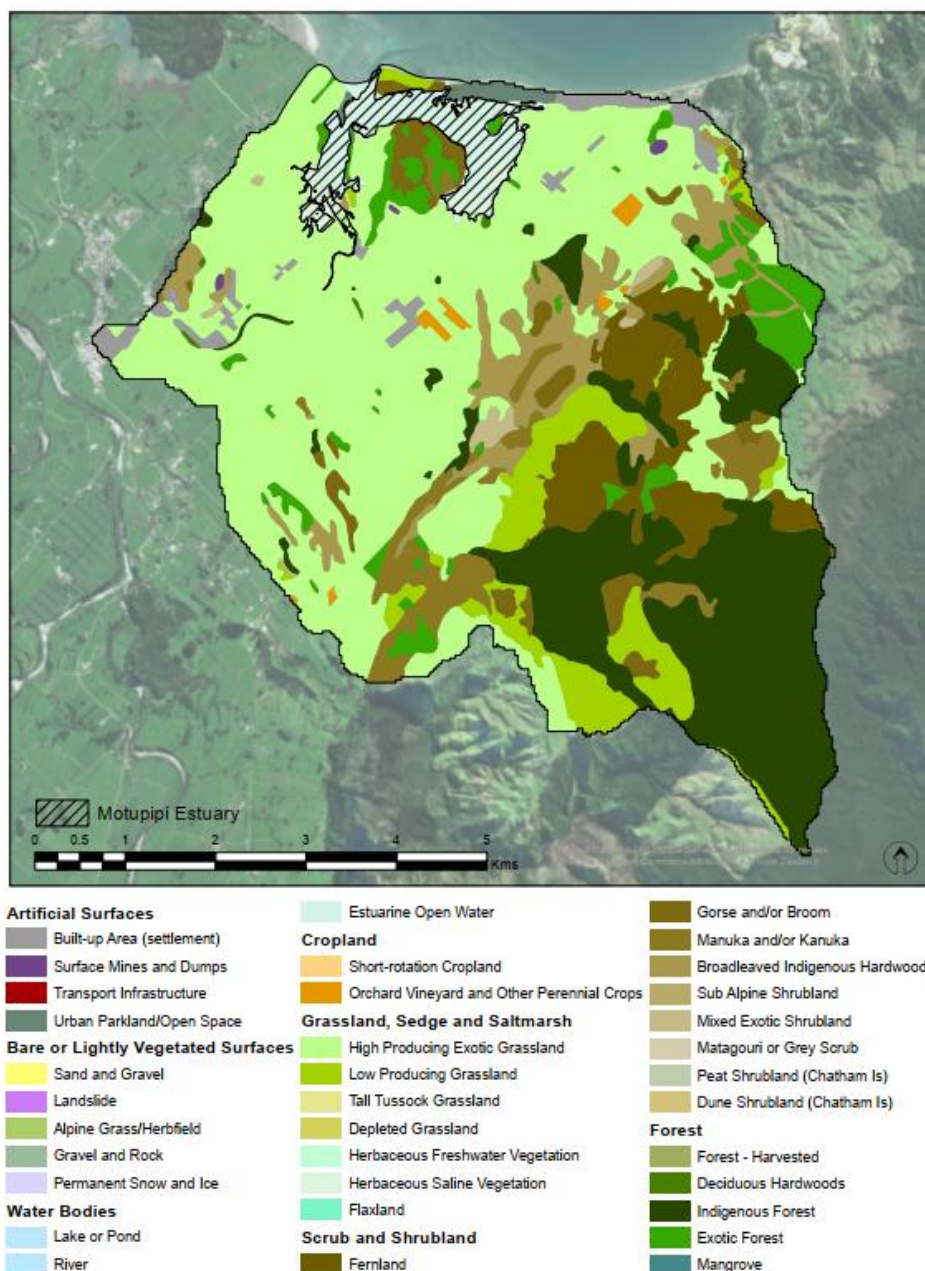 Motupipi Estuary
0 0.5 1 2 3 4 5
Kms
Artificial Surfaces
Built-up Area (settlement)
Surface Mines and Dumps
Transport Infrastructure
Urban Parkland/Open Space
Bare or Lightly Vegetated Surfaces
Sand and Gravel
Landslide
Alpine Grass/Herbfield
Gravel and Rock
Permanent Snow and Ice
Water Bodies
Lake or Pond
River
Estuarine Open Water
Cropland
Short-rotation Cropland
Orchard Vineyard and Other Perennial Crops
Grassland, Sedge and Saltmarsh
High Producing Exotic Grassland
Low Producing Grassland
Tall Tussock Grassland
Depleted Grassland
Herbaceous Freshwater Vegetation
Herbaceous Saline Vegetation
Flaxland
Scrub and Shrubland
Fernland
Gorse and/or Broom
Manuka and/or Kanuka
Broadleaved Indigenous Hardwood
Sub Alpine Shrubland
Mixed Exotic Shrubland
Matagouri or Grey Scrub
Peat Shrubland (Chatham Is)
Dune Shrubland (Chatham Is)
Forest
Forest - Harvested
Deciduous Hardwoods
Indigenous Forest
Exotic Forest
Mangrove